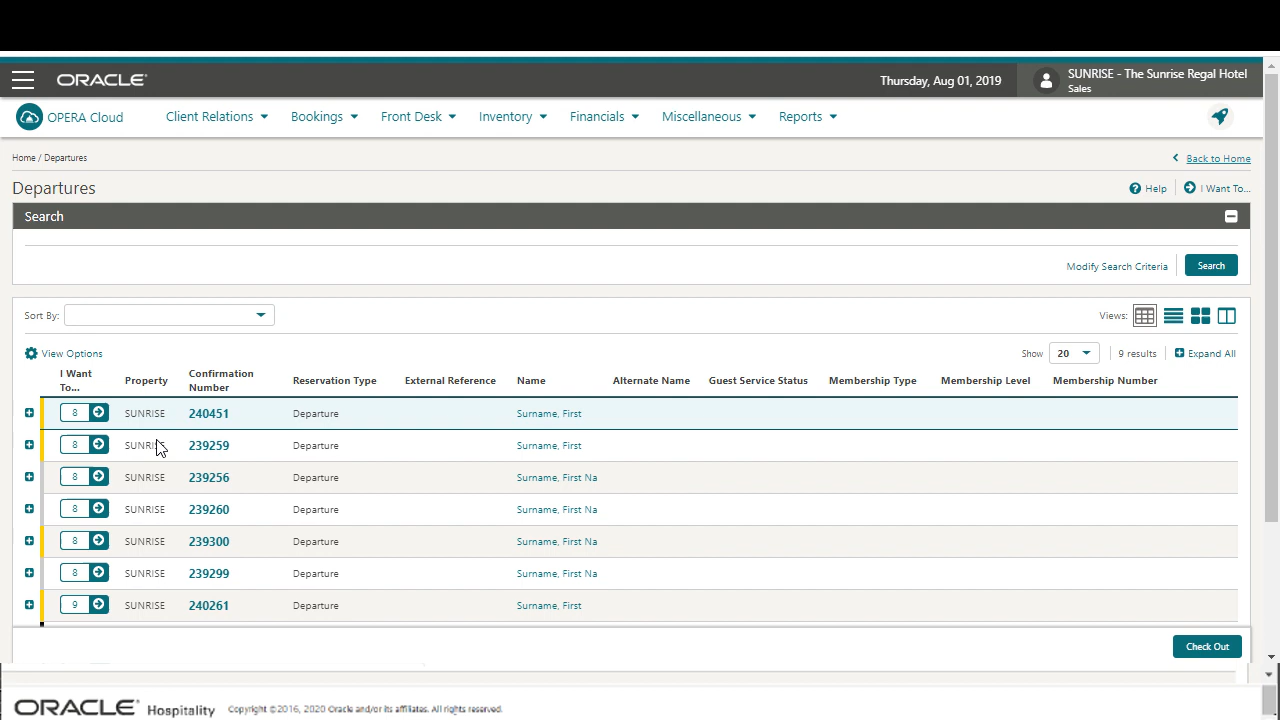 ORACLE
Thursday, Aug 01, 2019
SUNRISE - The Sunrise Regal Hotel
Sales
OPERA Cloud
Client Relations
Bookings
Front Desk
Inventory
Financials
Miscellaneous
Reports
Home / Departures
Back to Home
Departures
Help
I Want To...
Search
Modify Search Criteria
Search
Sort By:
Views:
View Options
Show
20
9 results
Expand All
I Want To... Property Confirmation Number Reservation Type External Reference Name Alternate Name Guest Service Status Membership Type Membership Level Membership Number
8 SUNRISE 240451 Departure Surname, First
8 SUNRISE 239259 Departure Surname, First
8 SUNRISE 239256 Departure Surname, First Na
8 SUNRISE 239260 Departure Surname, First Na
8 SUNRISE 239300 Departure Surname, First Na
8 SUNRISE 239299 Departure Surname, First Na
9 SUNRISE 240261 Departure Surname, First
Check Out
ORACLE Hospitality Copyright ©2016, 2020 Oracle and/or its affiliates. All rights reserved.